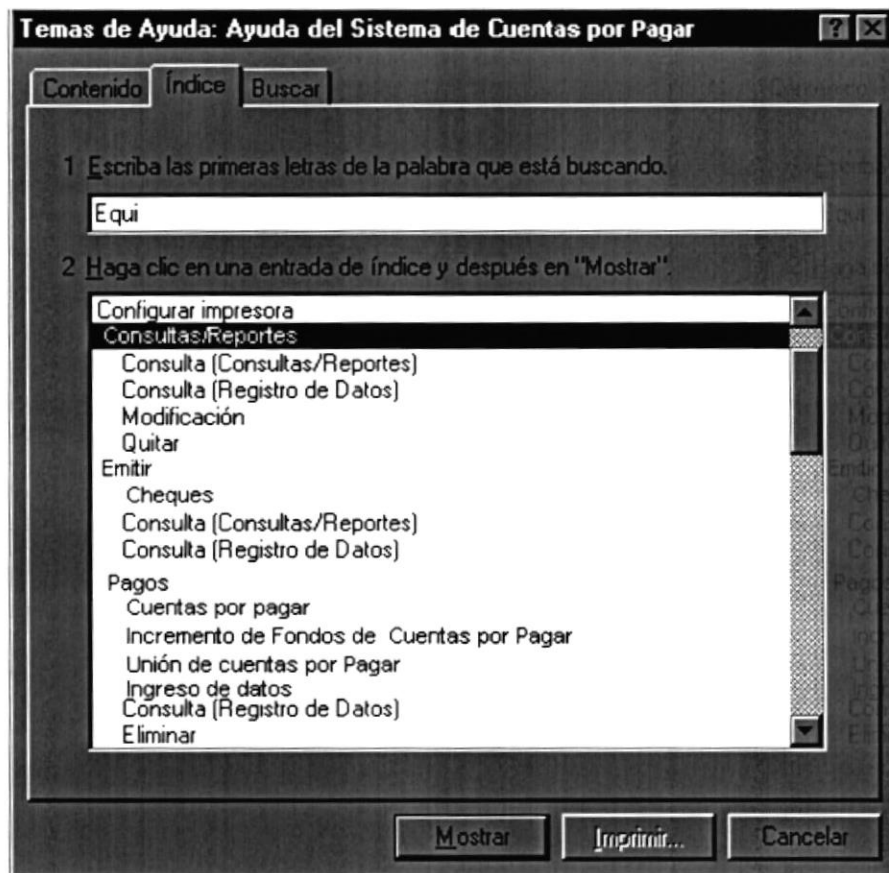 Temas de Ayuda: Ayuda del Sistema de Cuentas por Pagar ? X
Contenido Índice Buscar
1 Escriba las primeras letras de la palabra que está buscando.
Equi
2 Haga clic en una entrada de índice y después en "Mostrar".
Configurar impresora
Consultas/Reportes
Consulta (Consultas/Reportes)
Consulta (Registro de Datos)
Modificación
Quitar
Emitir
Cheques
Consulta (Consultas/Reportes)
Consulta (Registro de Datos)
Pagos
Cuentas por pagar
Incremento de Fondos de Cuentas por Pagar
Unión de cuentas por Pagar
Ingreso de datos
Consulta (Registro de Datos)
Eliminar
Mostrar Imprimir... Cancelar